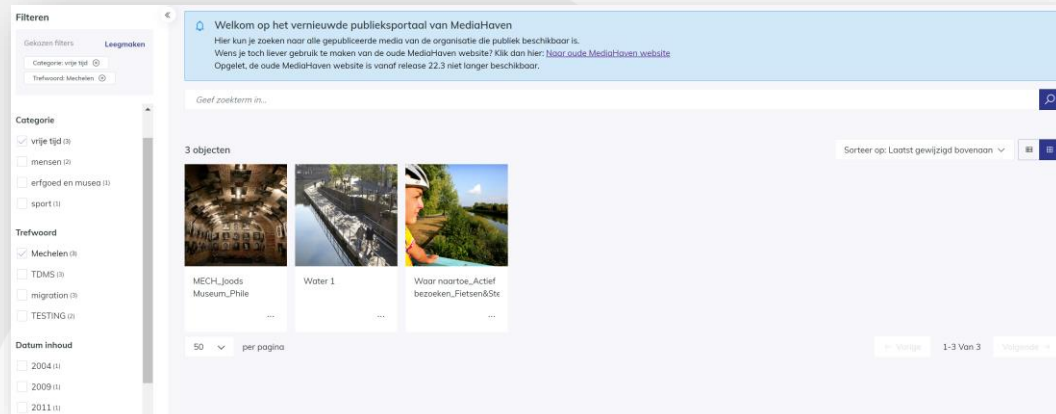 Filteren
Gekozen filters
Leegmaken
Categorie: vrije tijd
Trefwoord: Mechelen
Categorie
vrije tijd (3)
mensen (2)
erfgoed en musea (1)
sport (1)
Trefwoord
Mechelen (3)
TDMS (3)
migration (3)
TESTING (2)
Datum inhoud
2004 (1)
2009 (1)
2011 (1)
Welkom op het vernieuwde publieksportaal van MediaHaven
Hier kun je zoeken naar alle gepubliceerde media van de organisatie die publiek beschikbaar is.
Wens je toch liever gebruik te maken van de oude MediaHaven website? Klik dan hier: Naar oude MediaHaven website
Opgelet, de oude MediaHaven website is vanaf release 22.3 niet langer beschikbaar.
Geef zoekterm in...
3 objecten
Sorteer op: Laatst gewijzigd bovenaan
MECH_Joods
Museum_Phile
...
Water 1
...
Waar naartoe_Actief
bezoeken_Fietsen&Ste
...
50 per pagina
← Vorige
1-3 Van 3
Volgende →